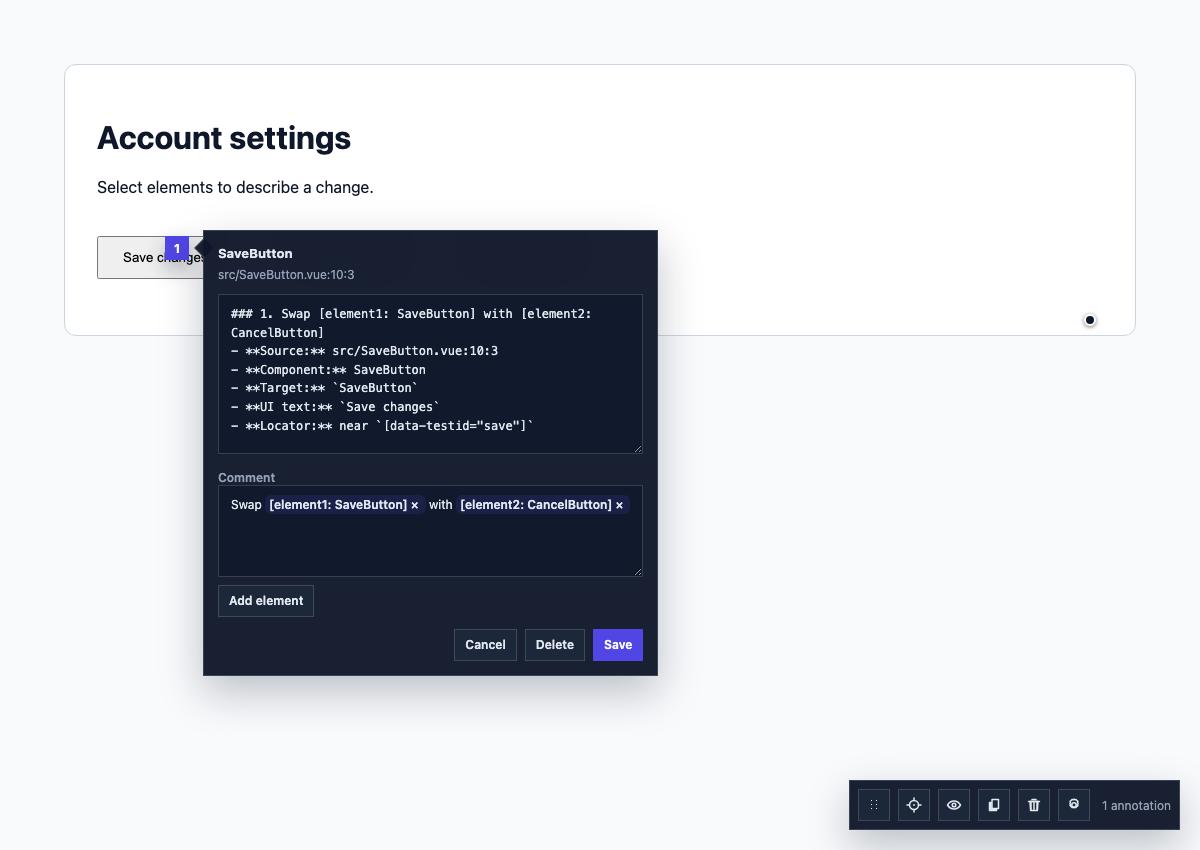 Account settings
Select elements to describe a change.
Save changes
1
SaveButton
src/SaveButton.vue:10:3
### 1. Swap [element1: SaveButton] with [element2:
CancelButton]
- **Source:** src/SaveButton.vue:10:3
- **Component:** SaveButton
- **Target:** `SaveButton`
- **UI text:** `Save changes`
- **Locator:** near `[data-testid="save"]`
Comment
Swap [element1: SaveButton] × with [element2: CancelButton] ×
Add element
Cancel Delete Save
1 annotation